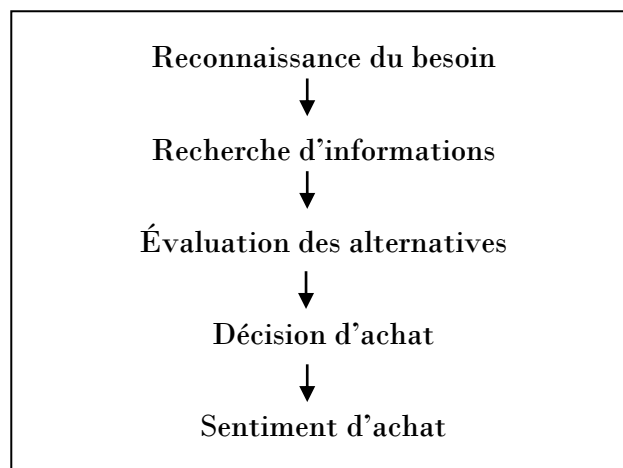 Reconnaissance du besoin
Recherche d’informations
Évaluation des alternatives
Décision d’achat
Sentiment d’achat